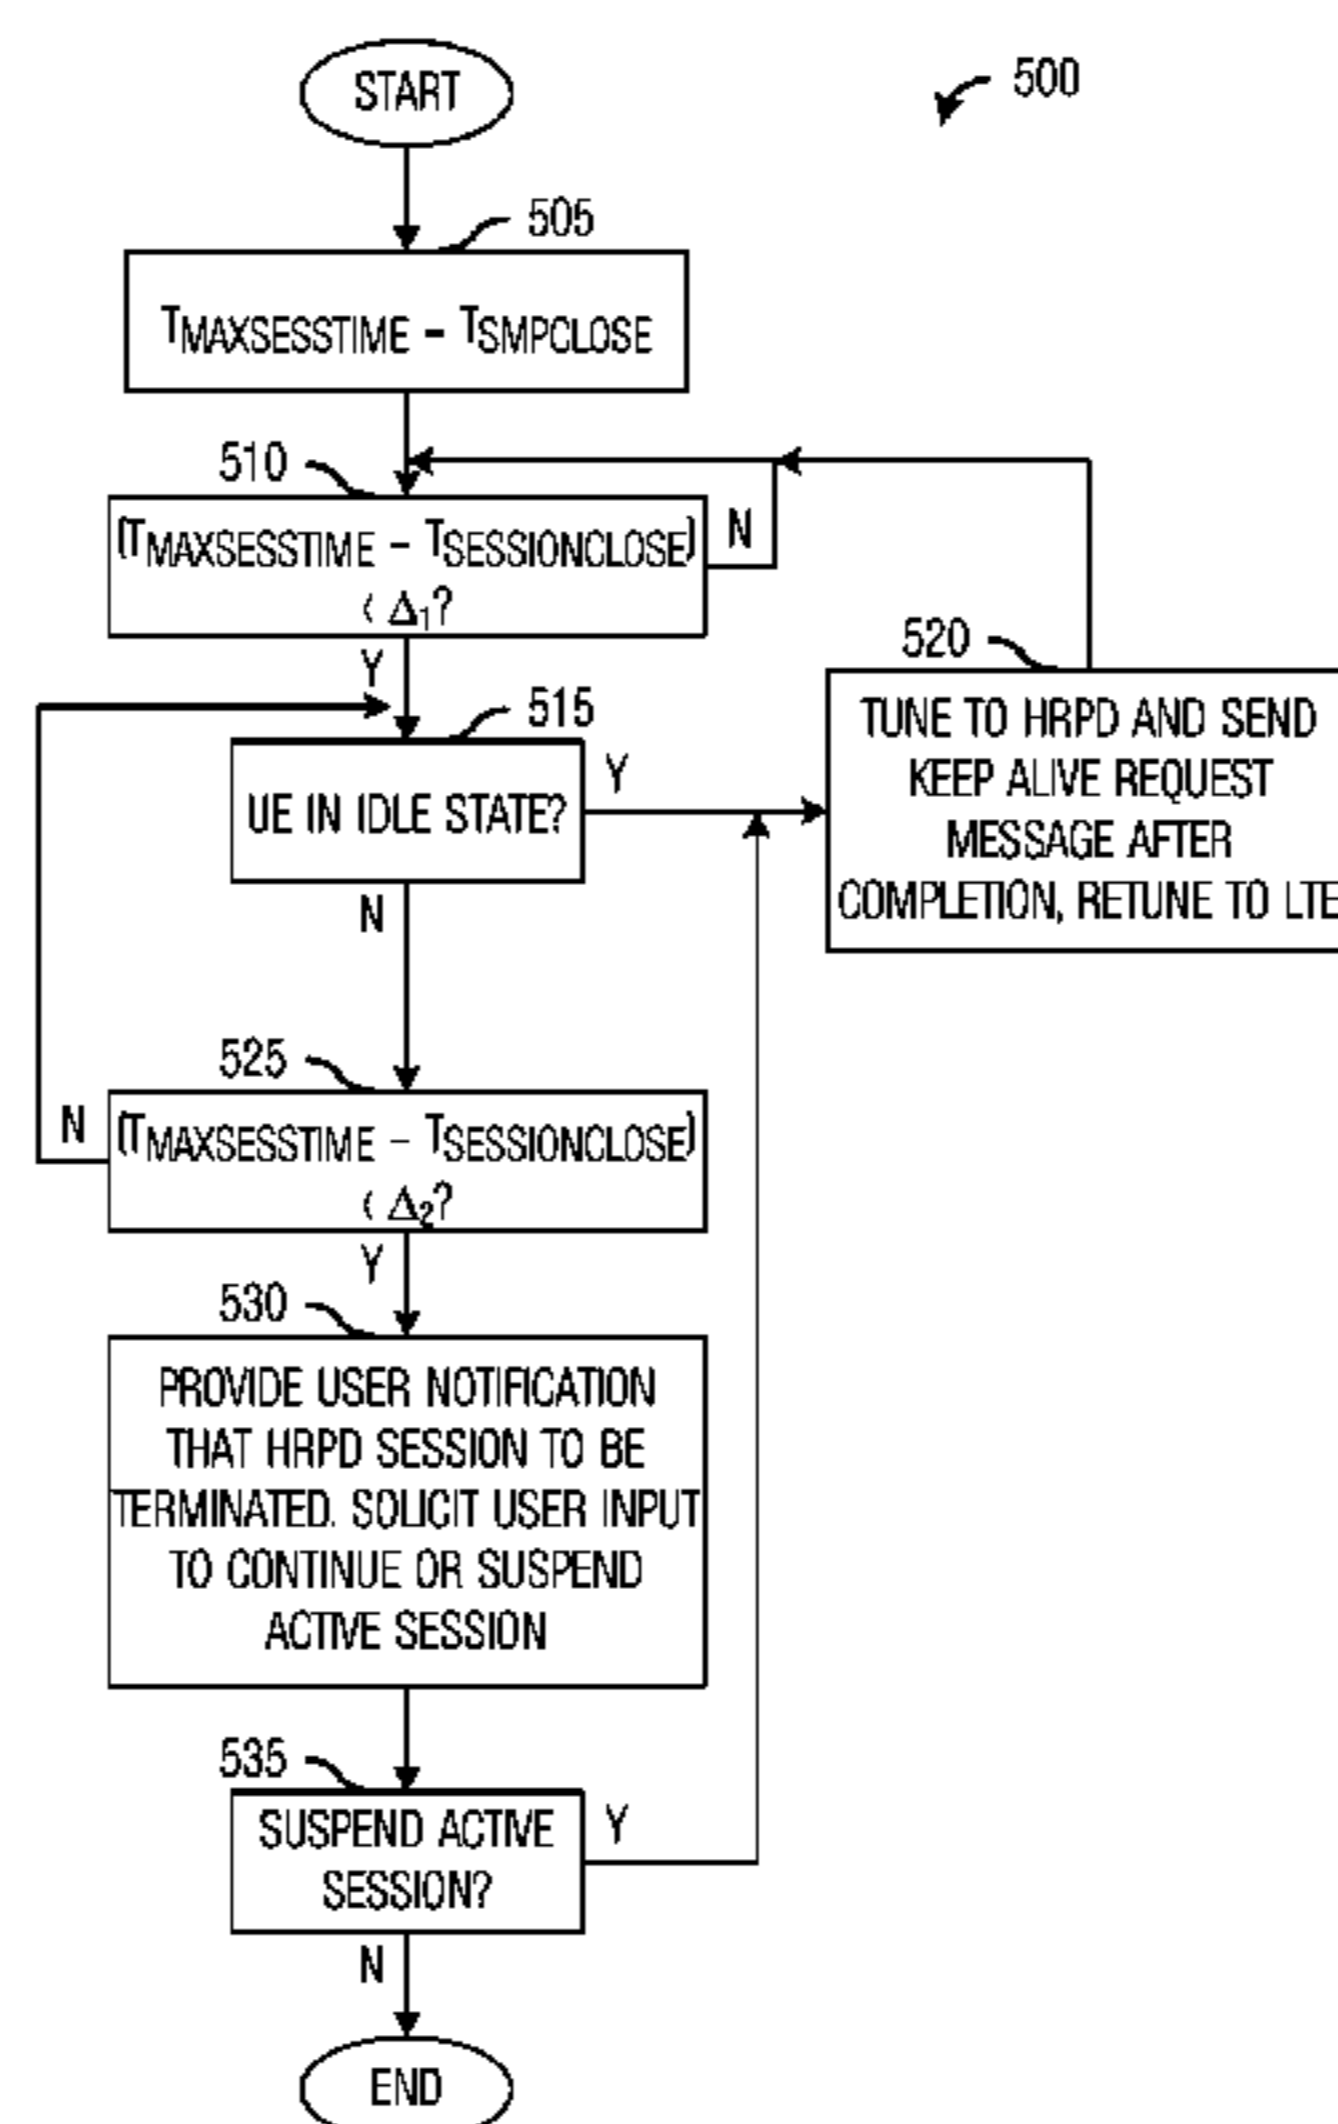 START
500
505
TMAXSESSTIME - TSMPCLOSE
510
(TMAXSESSTIME - TSESSIONCLOSE)
< Δ1?
N
Y
515
UE IN IDLE STATE?
Y
N
520
TUNE TO HRPD AND SEND
KEEP ALIVE REQUEST
MESSAGE AFTER
COMPLETION, RETUNE TO LTE
525
(TMAXSESSTIME - TSESSIONCLOSE)
< Δ2?
N
Y
530
PROVIDE USER NOTIFICATION
THAT HRPD SESSION TO BE
TERMINATED. SOLICIT USER INPUT
TO CONTINUE OR SUSPEND
ACTIVE SESSION
535
SUSPEND ACTIVE
SESSION?
Y
N
END